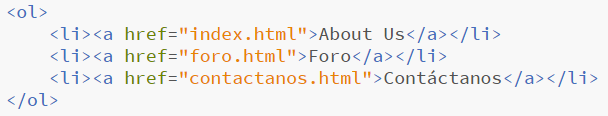 <ol>
    <li><a href="index.html">About Us</a></li>
    <li><a href="foro.html">Foro</a></li>
    <li><a href="contactanos.html">Contáctanos</a></li>
</ol>